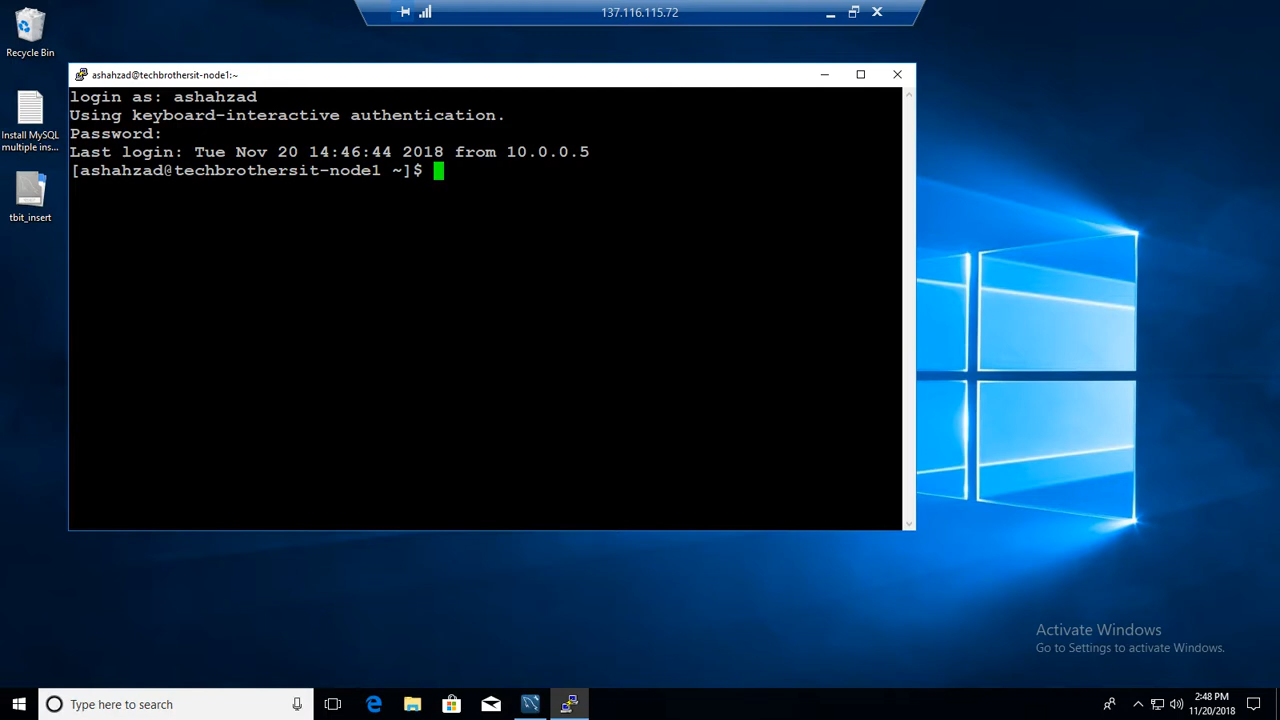 137.116.115.72
Recycle Bin
Install MySQL
multiple ins...
tbit_insert
ashahzad@techbrothersit-node1:~
login as: ashahzad
Using keyboard-interactive authentication.
Password:
Last login: Tue Nov 20 14:46:44 2018 from 10.0.0.5
[ashahzad@techbrothersit-node1 ~]$
Activate Windows
Go to Settings to activate Windows.
Type here to search
2:48 PM
11/20/2018